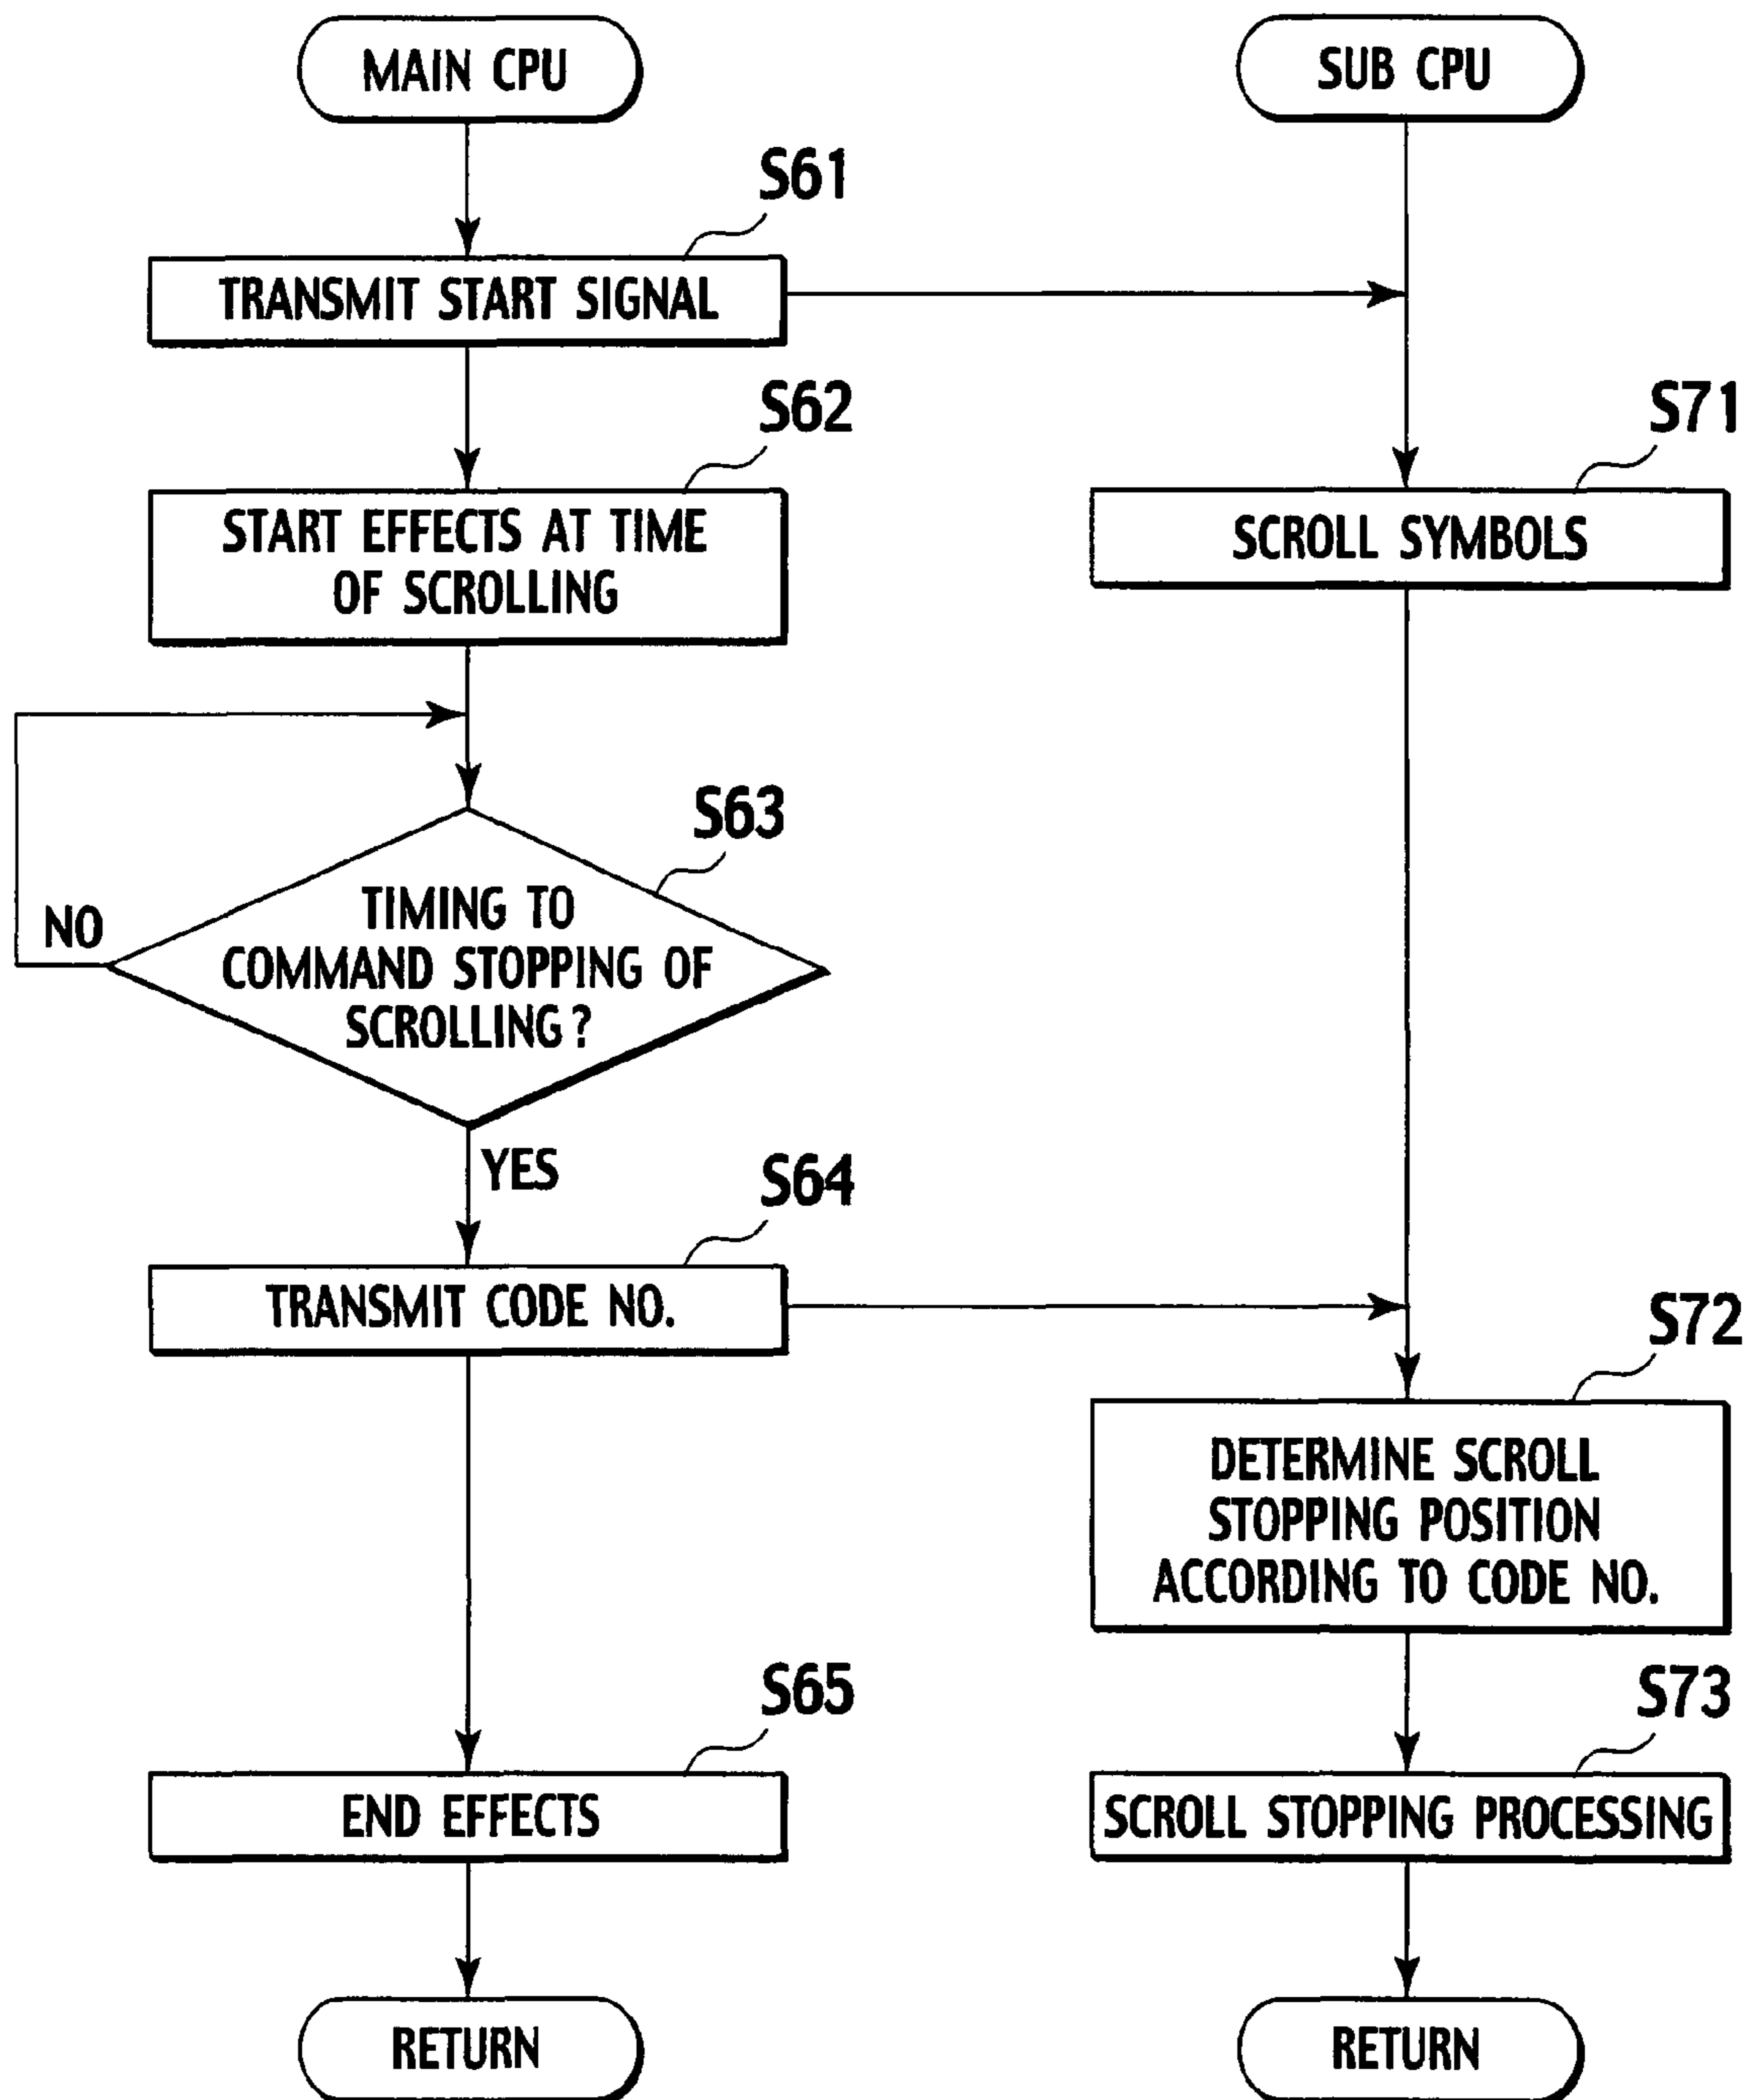 MAIN CPU
SUB CPU
S61
TRANSMIT START SIGNAL
S62
START EFFECTS AT TIME
OF SCROLLING
S71
SCROLL SYMBOLS
S63
TIMING TO
COMMAND STOPPING OF
SCROLLING?
NO
YES
S64
TRANSMIT CODE NO.
S72
DETERMINE SCROLL
STOPPING POSITION
ACCORDING TO CODE NO.
S65
END EFFECTS
S73
SCROLL STOPPING PROCESSING
RETURN
RETURN